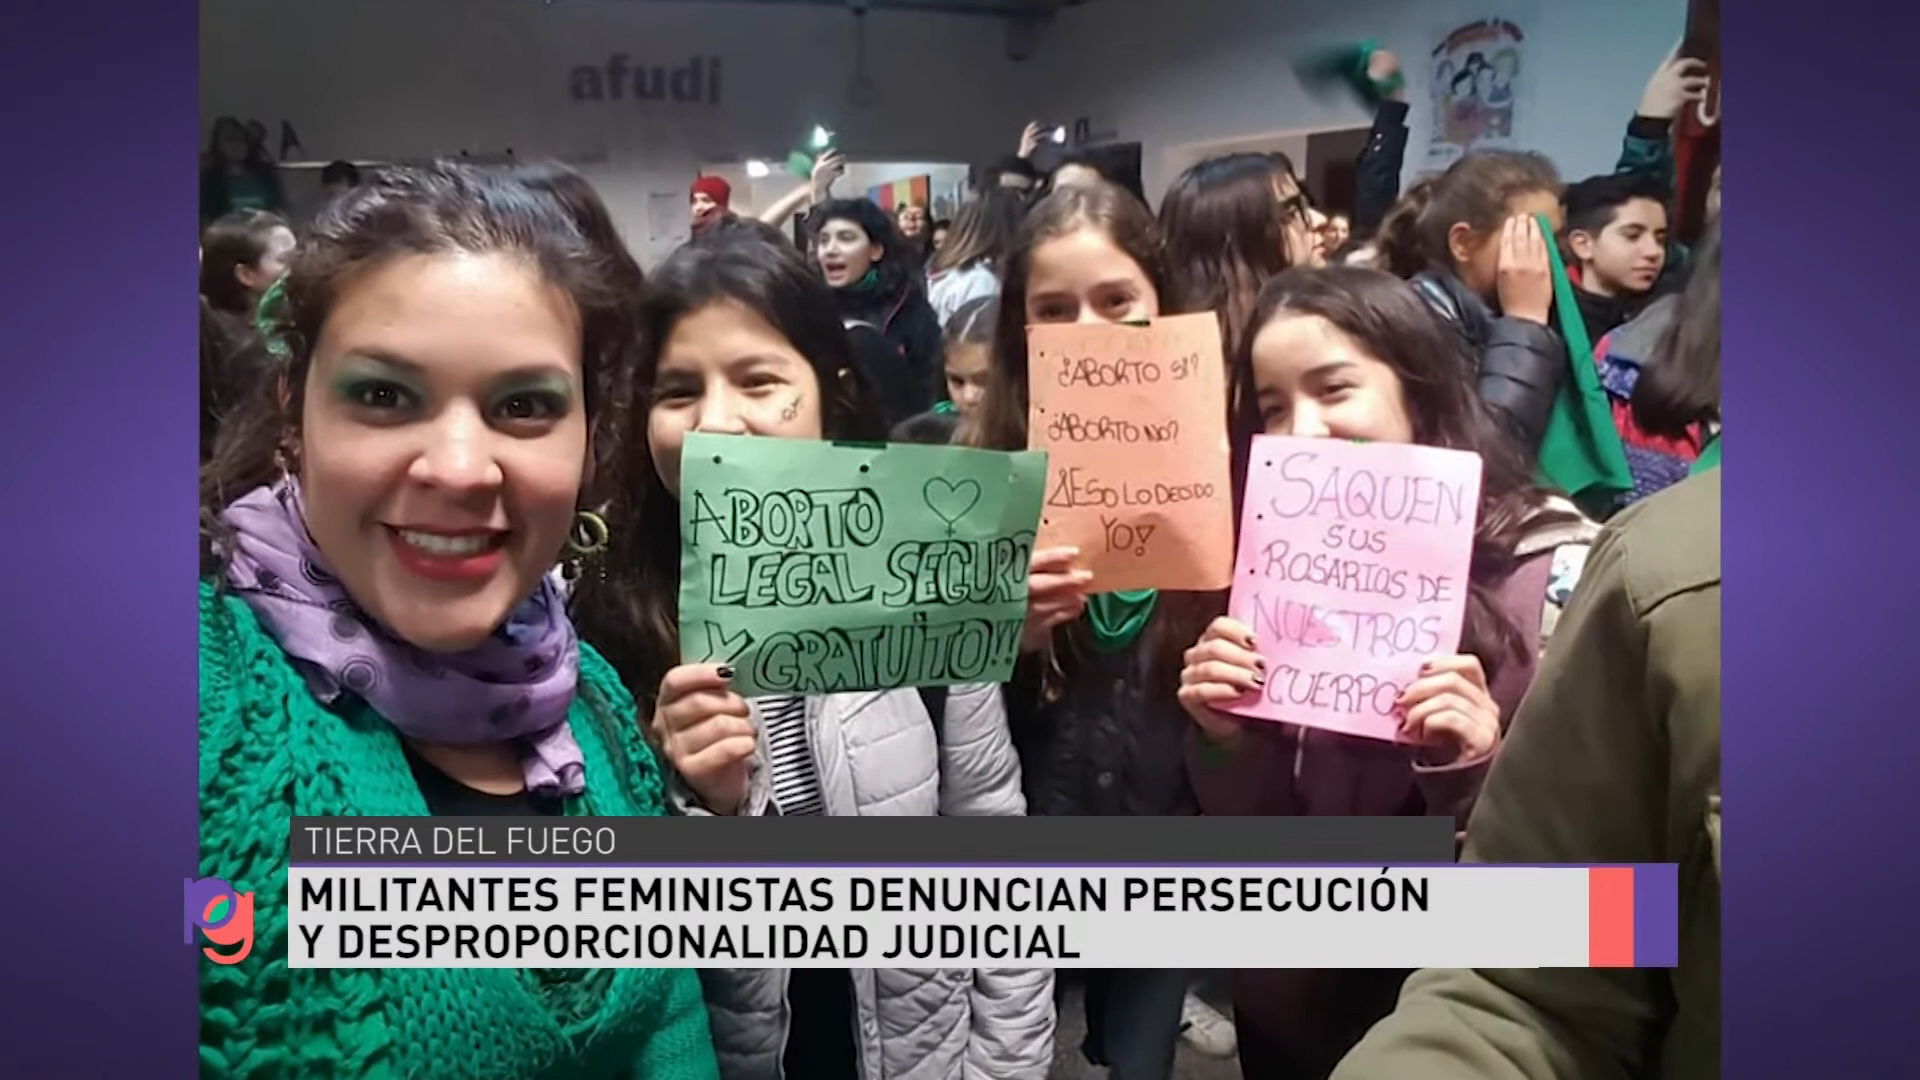 afudi
ABORTO
LEGAL SEGURO
Y GRATUITO!!
¿ABORTO SI?
¿ABORTO NO?
¡ESO LO DECIDO
YO!
SAQUEN
SUS
ROSARIOS DE
NUESTROS
CUERPOS
TIERRA DEL FUEGO
pg
MILITANTES FEMINISTAS DENUNCIAN PERSECUCIÓN
Y DESPROPORCIONALIDAD JUDICIAL